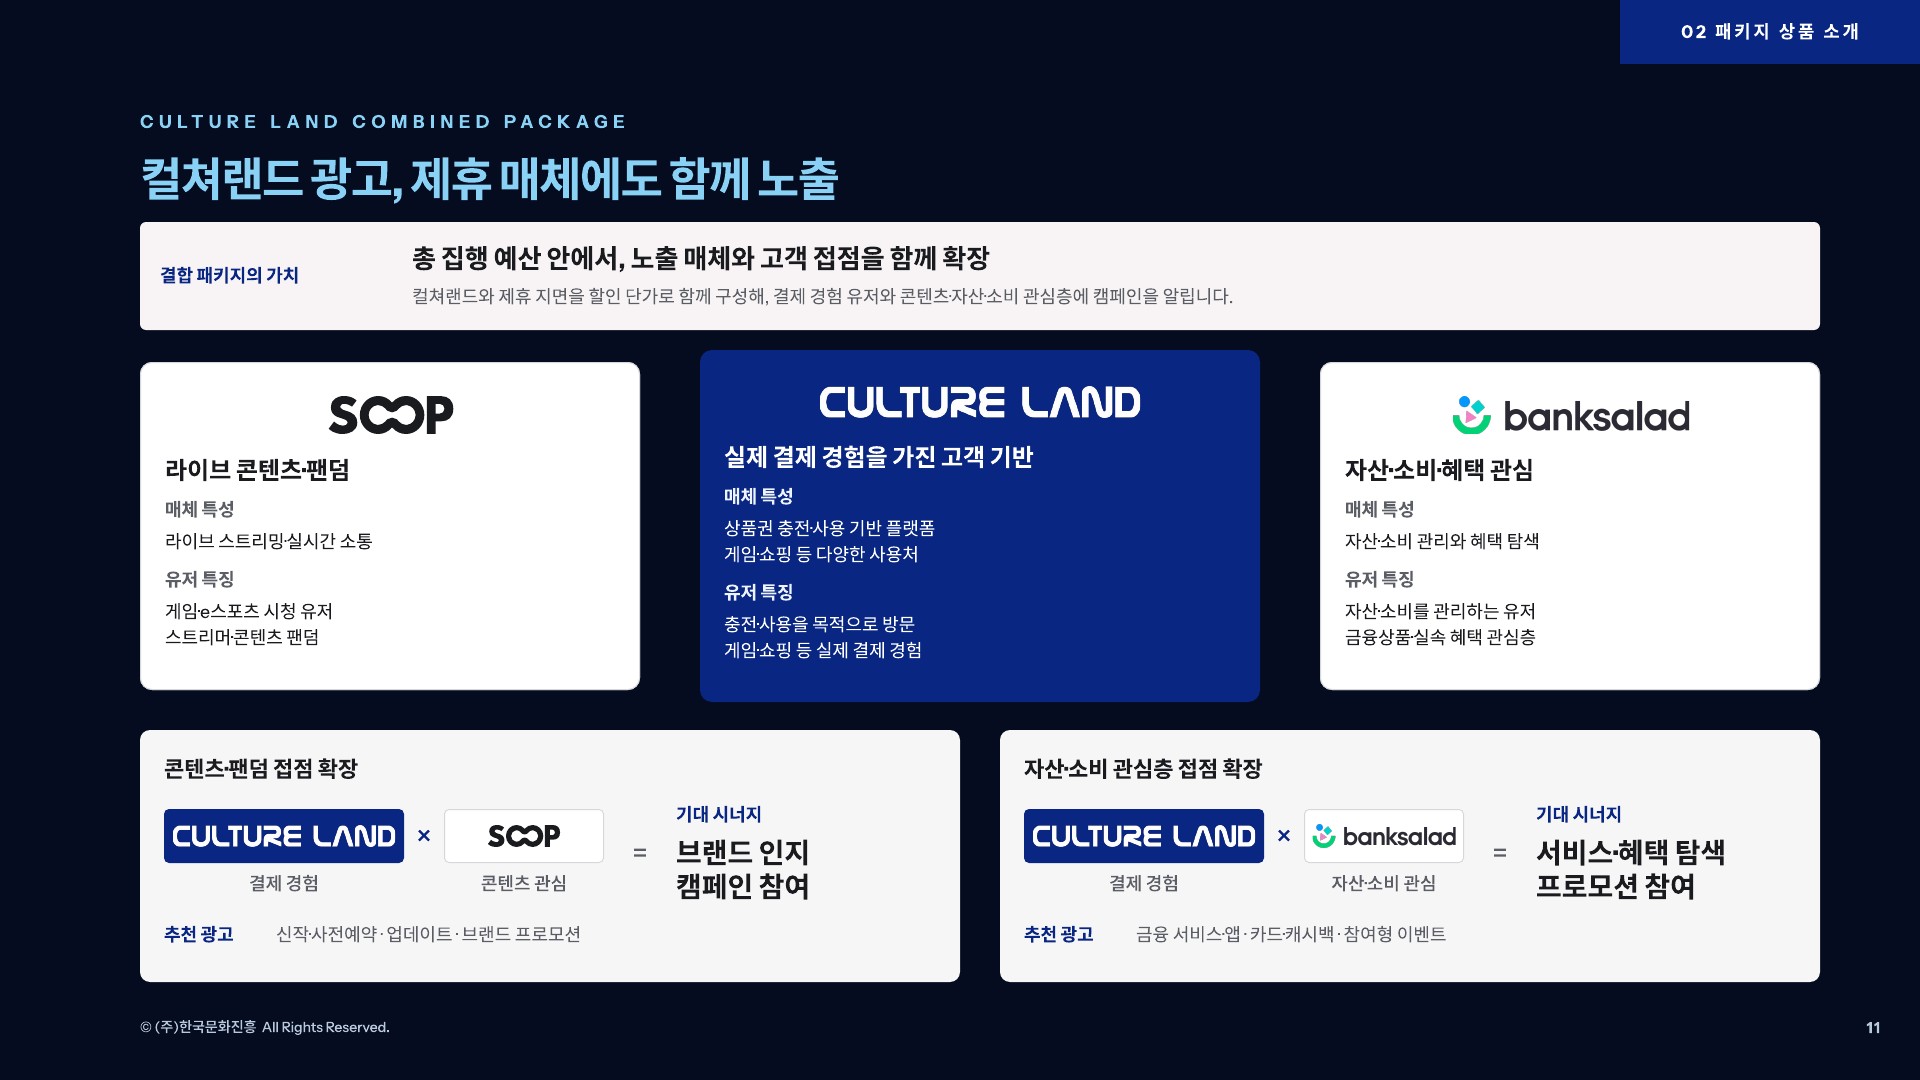 02 패키지 상품 소개
CULTURE LAND COMBINED PACKAGE
컬쳐랜드 광고, 제휴 매체에도 함께 노출
결합 패키지의 가치
총 집행 예산 안에서, 노출 매체와 고객 접점을 함께 확장
컬쳐랜드와 제휴 지면을 할인 단가로 함께 구성해, 결제 경험 유저와 콘텐츠·자산·소비 관심층에 캠페인을 알립니다.
SOOP
라이브 콘텐츠·팬덤
매체 특성
라이브 스트리밍·실시간 소통
유저 특징
게임·e스포츠 시청 유저
스트리머·콘텐츠 팬덤
CULTURE LAND
실제 결제 경험을 가진 고객 기반
매체 특성
상품권 충전·사용 기반 플랫폼
게임·쇼핑 등 다양한 사용처
유저 특징
충전·사용을 목적으로 방문
게임·쇼핑 등 실제 결제 경험
banksalad
자산·소비·혜택 관심
매체 특성
자산·소비 관리와 혜택 탐색
유저 특징
자산·소비를 관리하는 유저
금융상품·실속 혜택 관심층
콘텐츠·팬덤 접점 확장
CULTURE LAND × SOOP
결제 경험 콘텐츠 관심
=
기대 시너지
브랜드 인지
캠페인 참여
추천 광고 신작·사전예약 · 업데이트 · 브랜드 프로모션
자산·소비 관심층 접점 확장
CULTURE LAND × banksalad
결제 경험 자산·소비 관심
=
기대 시너지
서비스·혜택 탐색
프로모션 참여
추천 광고 금융 서비스·앱 · 카드·캐시백 · 참여형 이벤트
© (주)한국문화진흥 All Rights Reserved.
11